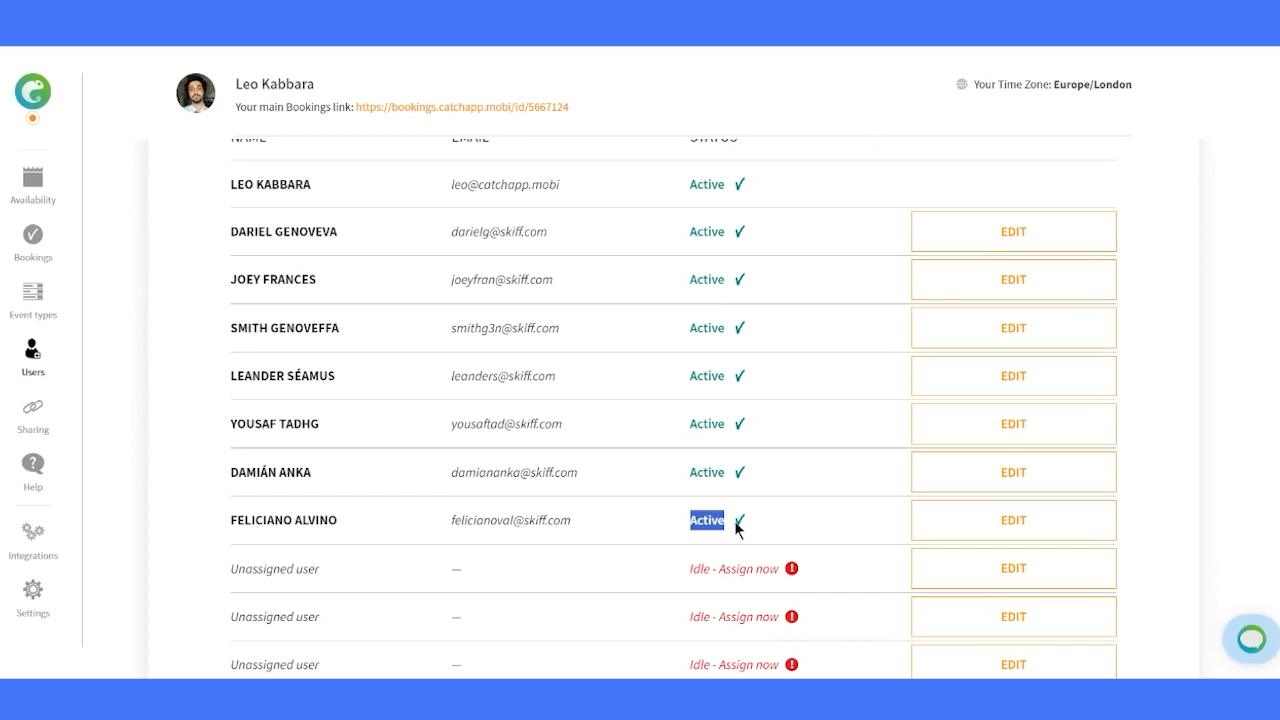 Leo Kabbara
Your main Bookings link: https://bookings.catchapp.mobi/id/5667124
Your Time Zone: Europe/London
Availability
Bookings
Event types
Users
Sharing
Help
Integrations
Settings
NAME EMAIL STATUS
LEO KABBARA leo@catchapp.mobi Active
DARIEL GENOVEVA darielg@skiff.com Active EDIT
JOEY FRANCES joeyfran@skiff.com Active EDIT
SMITH GENOVEFFA smithg3n@skiff.com Active EDIT
LEANDER SÉAMUS leanders@skiff.com Active EDIT
YOUSAF TADHG yousaftad@skiff.com Active EDIT
DAMIÁN ANKA damiananka@skiff.com Active EDIT
FELICIANO ALVINO felicianoval@skiff.com Active EDIT
Unassigned user — Idle - Assign now EDIT
Unassigned user — Idle - Assign now EDIT
Unassigned user — Idle - Assign now EDIT